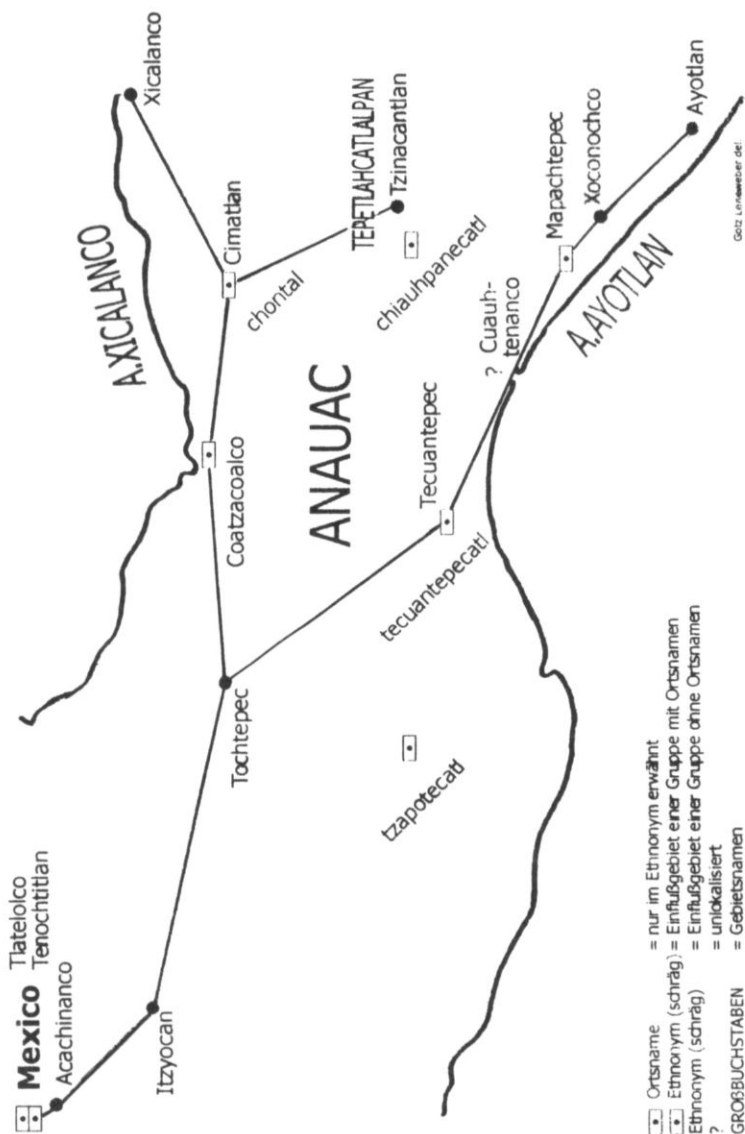 Mexico
Tlatelolco
Tenochtitlan
Acachinanco
Itzyocan
Tochtepec
Coatzacoalco
A.XICALANCO
Xicalanco
Cimatlan
chontal
TEPETLAHCATLALPAN
Tzinacantlan
chiauhpanecatl
ANAUAC
tzapotecatl
tecuantepecatl
Tecuantepec
? Cuauh-
tenanco
Mapachtepec
Xoconochco
Ayotlan
A.AYOTLAN
Ortsname = nur im Ethnonym erwähnt
Ethnonym (schräg) = Einflußgebiet einer Gruppe mit Ortsnamen
Ethnonym (schräg) = Einflußgebiet einer Gruppe ohne Ortsnamen
? = unlokalisiert
GROßBUCHSTABEN = Gebietsnamen
Götz del.